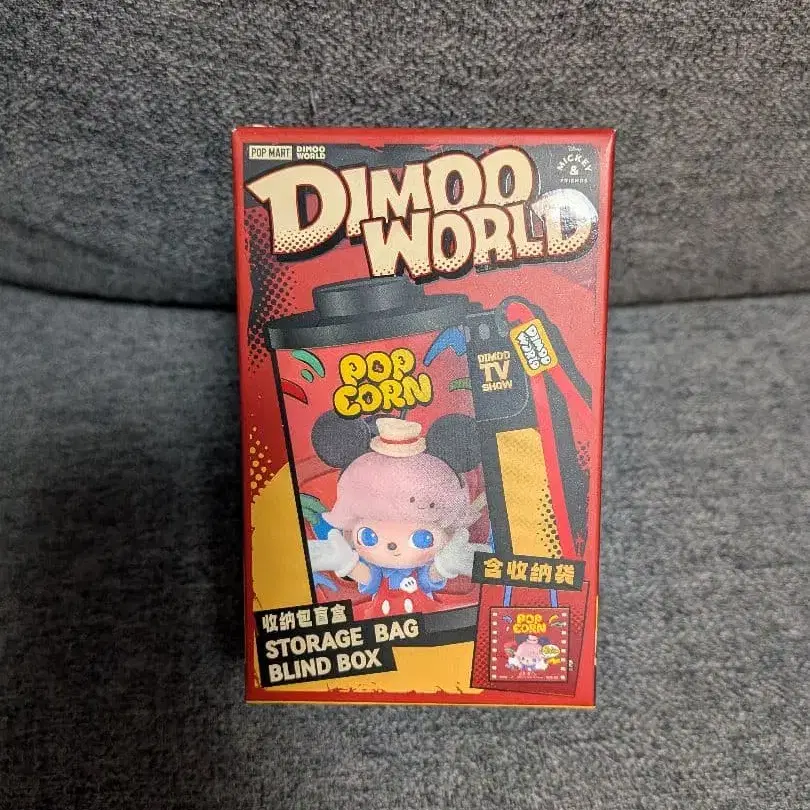 POP MART
DIMOO
WORLD
Disney
MICKEY
&
FRIENDS
DIMOO
WORLD
POP
CORN
DIMOO
TV
SHOW
DIMOO
WORLD
含收纳袋
收纳包盲盒
STORAGE BAG
BLIND BOX
POP
CORN